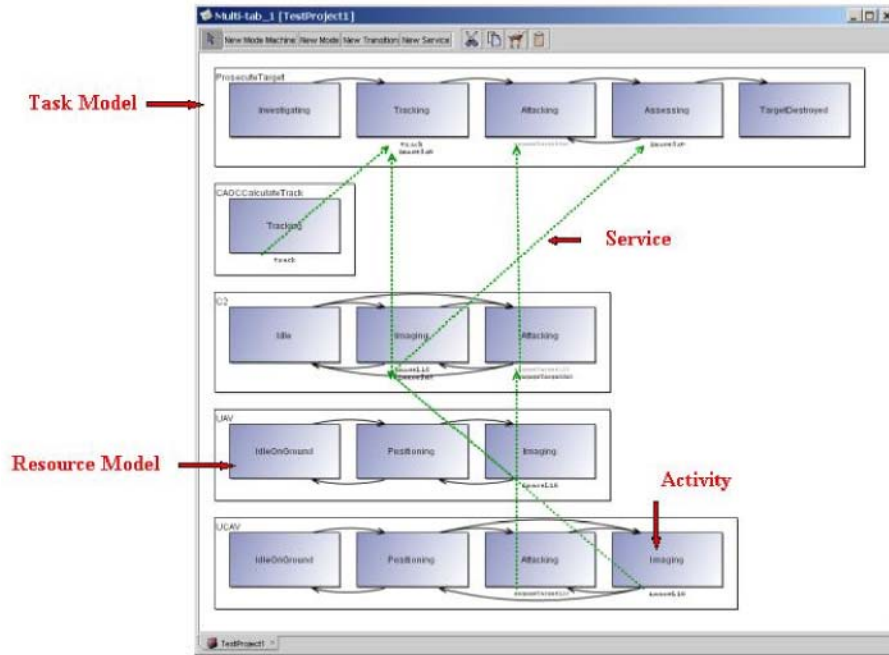 Multi-tab_1 [TestProject1]
New Mode Machine New Mode New Transition New Service
ProsecuteTarget
Task Model
Investigating Tracking Attacking Assessing TargetDestroyed
track
CAOCCalculateTrack
Tracking
track
Service
C2
Idle Imaging Attacking
UAV
Resource Model
IdleOnGround Positioning Imaging
Activity
UCAV
IdleOnGround Positioning Attacking Imaging
TestProject1